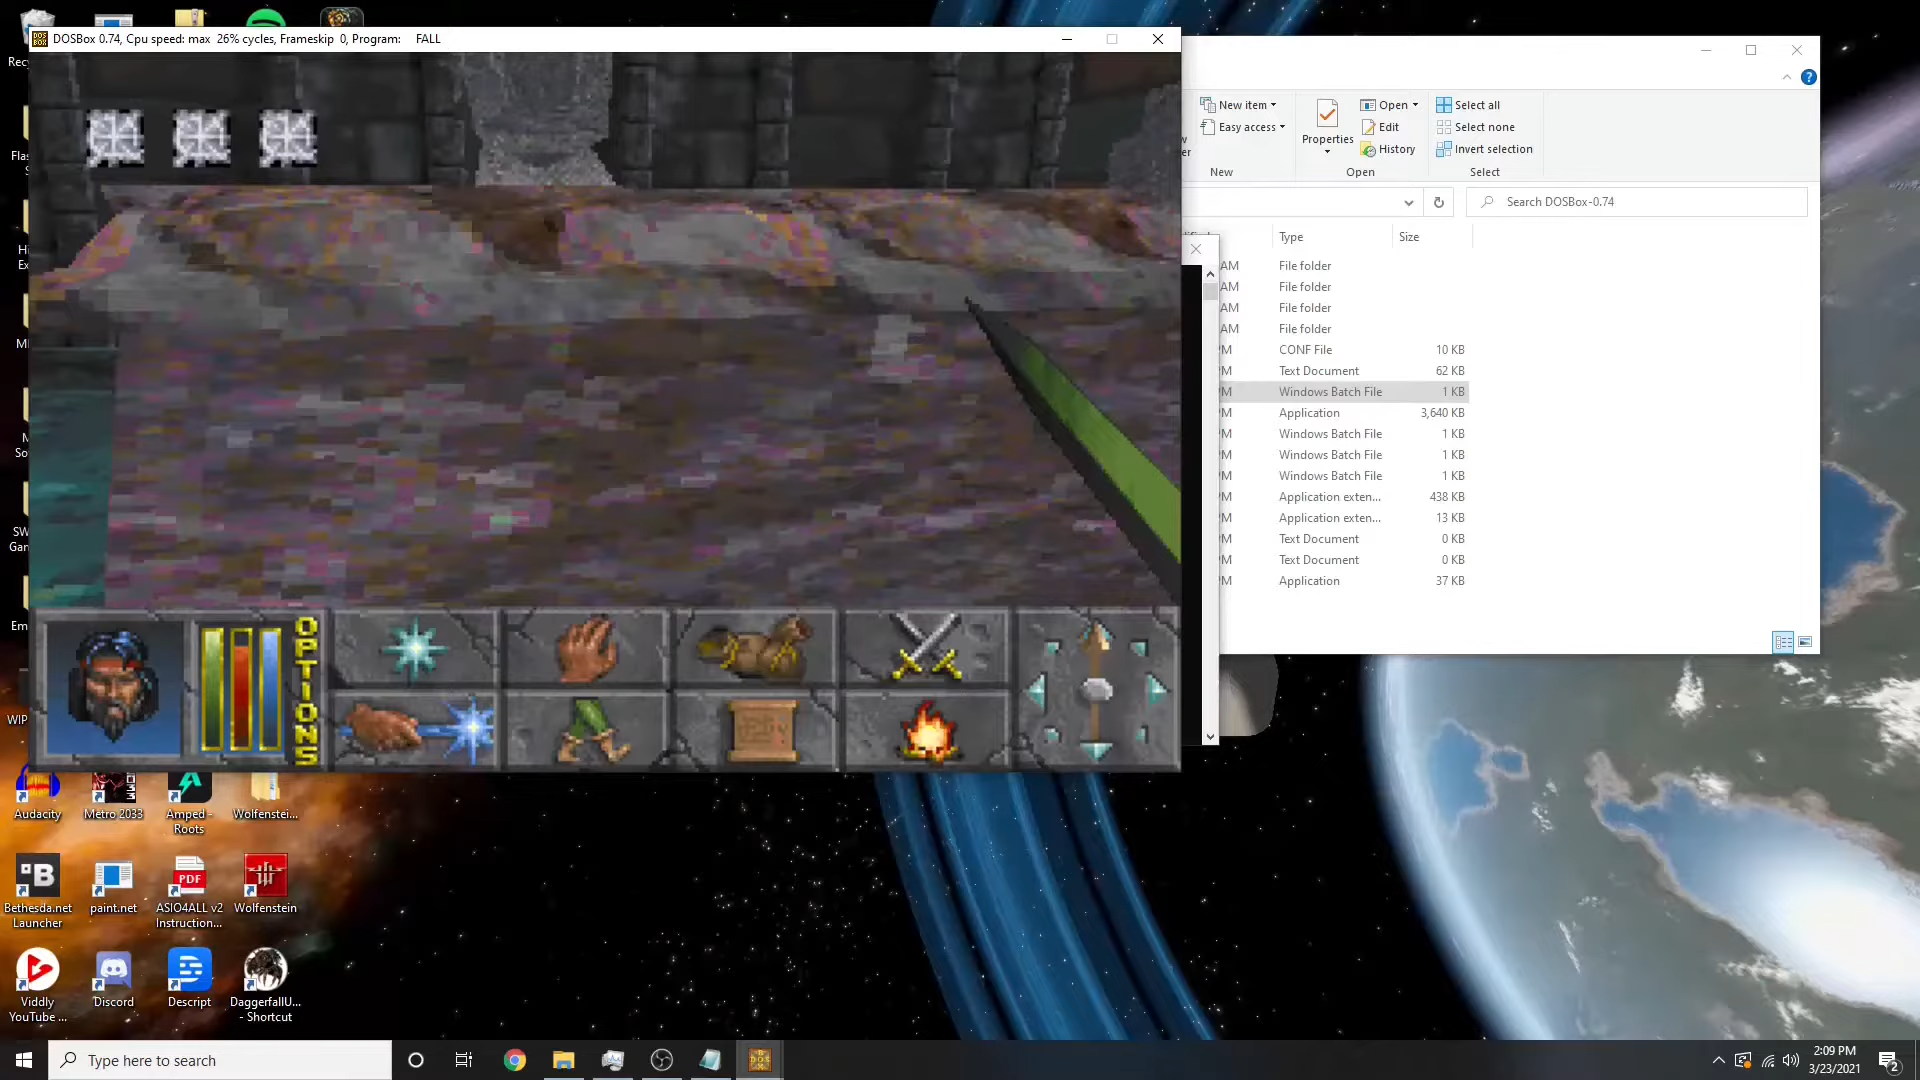 DOSBox 0.74, Cpu speed: max 26% cycles, Frameskip 0, Program: FALL
New item
Easy access
New
Properties
Open
Edit
History
Open
Select all
Select none
Invert selection
Select
Search DOSBox-0.74
Type
Size
AM
File folder
AM
File folder
AM
File folder
AM
File folder
CONF File
10 KB
Text Document
62 KB
Windows Batch File
1 KB
Application
3,640 KB
Windows Batch File
1 KB
Windows Batch File
1 KB
Windows Batch File
1 KB
Application exten...
438 KB
Application exten...
13 KB
Text Document
0 KB
Text Document
0 KB
Application
37 KB
OPTIONS
Audacity
Metro 2033
Amped -
Roots
Wolfenstei...
Bethesda.net
Launcher
paint.net
PDF
ASIO4ALL v2
Instruction...
Wolfenstein
Viddly
YouTube ...
Discord
Descript
DaggerfallU...
- Shortcut
Type here to search
2:09 PM
3/23/2021
2